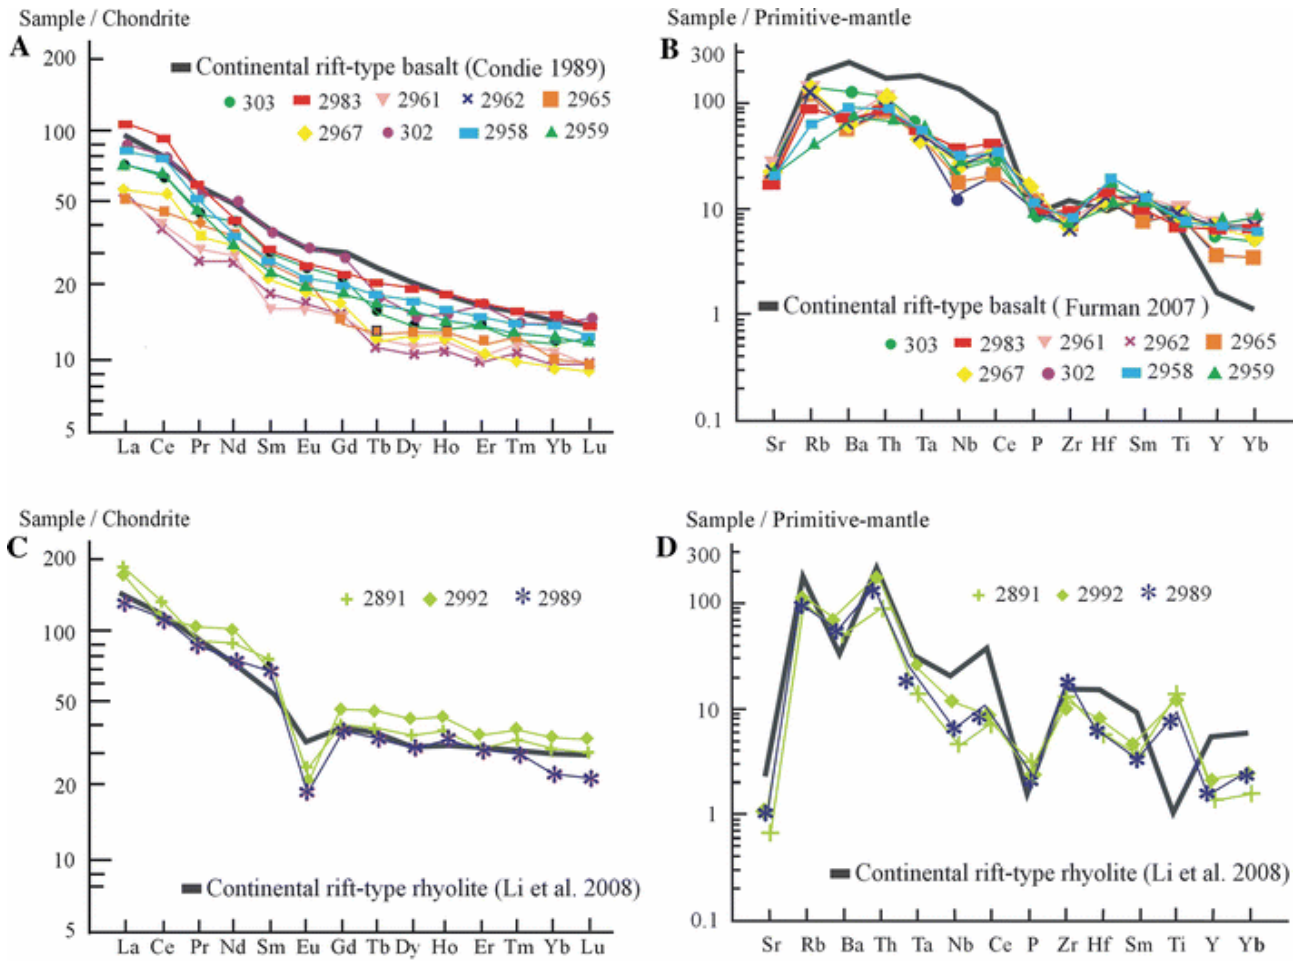 Sample / Chondrite
A
200
100
50
20
10
5
Continental rift-type basalt (Condie 1989)
303 2983 2961 2962 2965
2967 302 2958 2959
La Ce Pr Nd Sm Eu Gd Tb Dy Ho Er Tm Yb Lu
Sample / Primitive-mantle
B
300
100
10
1
0.1
Continental rift-type basalt ( Furman 2007 )
303 2983 2961 2962 2965
2967 302 2958 2959
Sr Rb Ba Th Ta Nb Ce P Zr Hf Sm Ti Y Yb
Sample / Chondrite
C
200
100
50
20
10
5
2891 2992 2989
Continental rift-type rhyolite (Li et al. 2008)
La Ce Pr Nd Sm Eu Gd Tb Dy Ho Er Tm Yb Lu
Sample / Primitive-mantle
D
300
100
10
1
0.1
2891 2992 2989
Continental rift-type rhyolite (Li et al. 2008)
Sr Rb Ba Th Ta Nb Ce P Zr Hf Sm Ti Y Yb